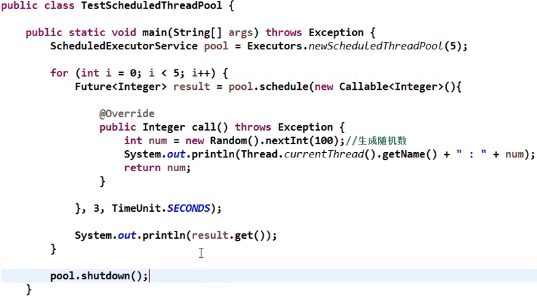 public class TestScheduledThreadPool {
public static void main(String[] args) throws Exception {
ScheduledExecutorService pool = Executors.newScheduledThreadPool(5);
for (int i = 0; i < 5; i++) {
Future<Integer> result = pool.schedule(new Callable<Integer>(){
@Override
public Integer call() throws Exception {
int num = new Random().nextInt(100);//生成随机数
System.out.println(Thread.currentThread().getName() + " : " + num);
return num;
}
}, 3, TimeUnit.SECONDS);
System.out.println(result.get());
}
pool.shutdown();
}